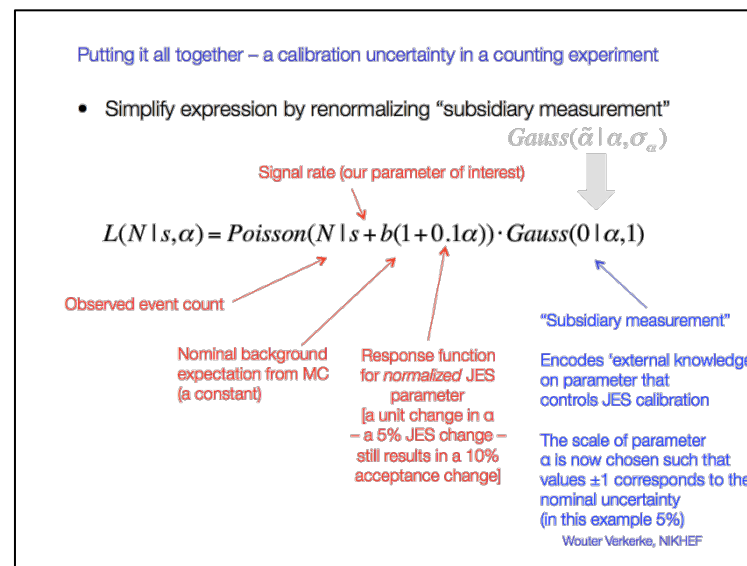 Putting it all together – a calibration uncertainty in a counting experiment
• Simplify expression by renormalizing “subsidiary measurement”
Gauss(α̃ | α,σ_α)
Signal rate (our parameter of interest)
L(N | s,α) = Poisson(N | s + b(1+0.1α))·Gauss(0 | α,1)
Observed event count
Nominal background
expectation from MC
(a constant)
Response function
for normalized JES
parameter
[a unit change in α
– a 5% JES change –
still results in a 10%
acceptance change]
“Subsidiary measurement”
Encodes ‘external knowledge
on parameter that
controls JES calibration
The scale of parameter
α is now chosen such that
values ±1 corresponds to the
nominal uncertainty
(in this example 5%)
Wouter Verkerke, NIKHEF